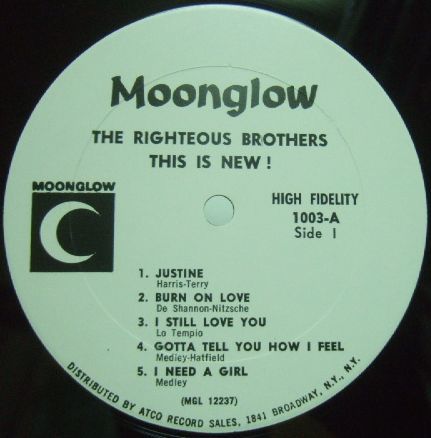 Moonglow
THE RIGHTEOUS BROTHERS
THIS IS NEW!
MOONGLOW
HIGH FIDELITY
1003-A
Side 1
1. JUSTINE
Harris-Terry
2. BURN ON LOVE
De Shannon-Nitzsche
3. I STILL LOVE YOU
Lo Tempio
4. GOTTA TELL YOU HOW I FEEL
Medley-Hatfield
5. I NEED A GIRL
Medley
(MGL 12237)
DISTRIBUTED BY ATCO RECORD SALES, 1841 BROADWAY, N.Y., N.Y.